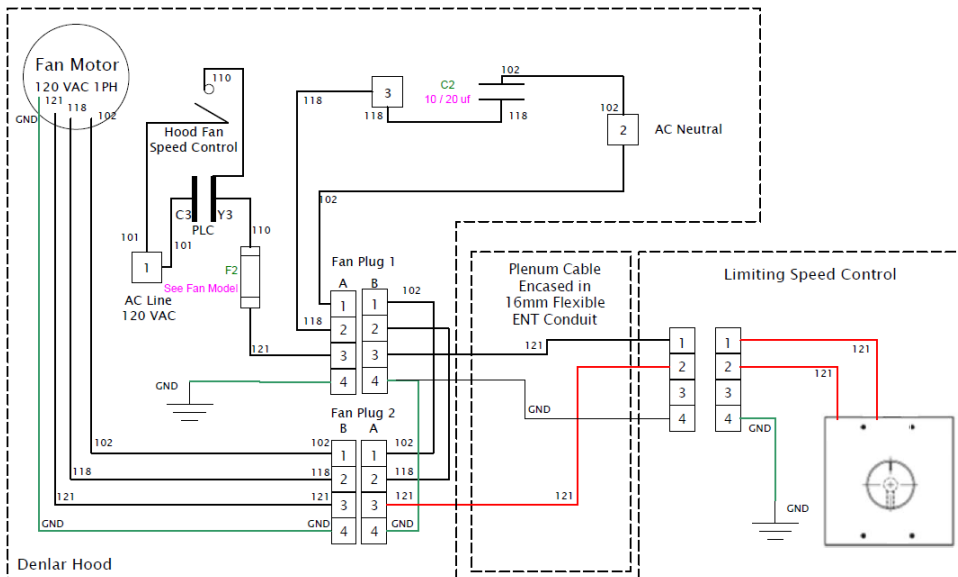 Fan Motor
120 VAC 1PH
121
118
102
GND
110
Hood Fan
Speed Control
C3
Y3
PLC
101
101
110
1
AC Line
120 VAC
F2
See Fan Model
121
118
3
118
C2
10 / 20 uf
102
118
102
2
AC Neutral
102
Fan Plug 1
A
B
1
1
102
118
2
2
3
3
4
4
GND
Fan Plug 2
B
A
102
1
1
102
118
2
2
118
121
3
3
121
GND
4
4
GND
Denlar Hood
Plenum Cable
Encased in
16mm Flexible
ENT Conduit
121
GND
121
Limiting Speed Control
1
1
2
2
3
3
4
4
121
121
GND
GND